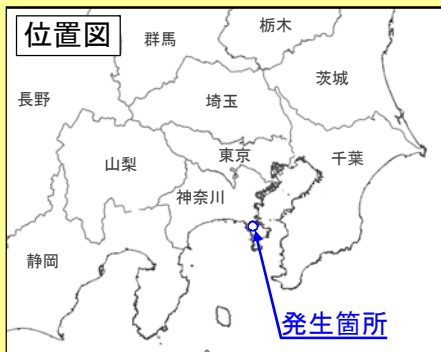 位置図
栃木
群馬
茨城
長野
埼玉
東京
千葉
山梨
神奈川
静岡
発生箇所